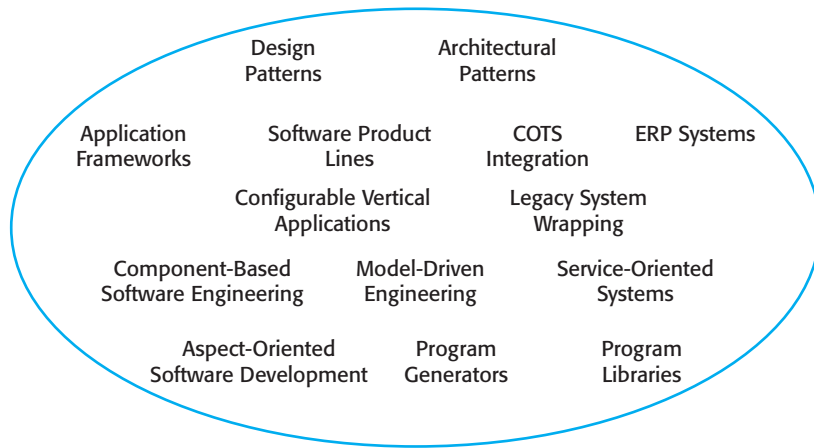 Design
Patterns
Architectural
Patterns
Application
Frameworks
Software Product
Lines
COTS
Integration
ERP Systems
Configurable Vertical
Applications
Legacy System
Wrapping
Component-Based
Software Engineering
Model-Driven
Engineering
Service-Oriented
Systems
Aspect-Oriented
Software Development
Program
Generators
Program
Libraries